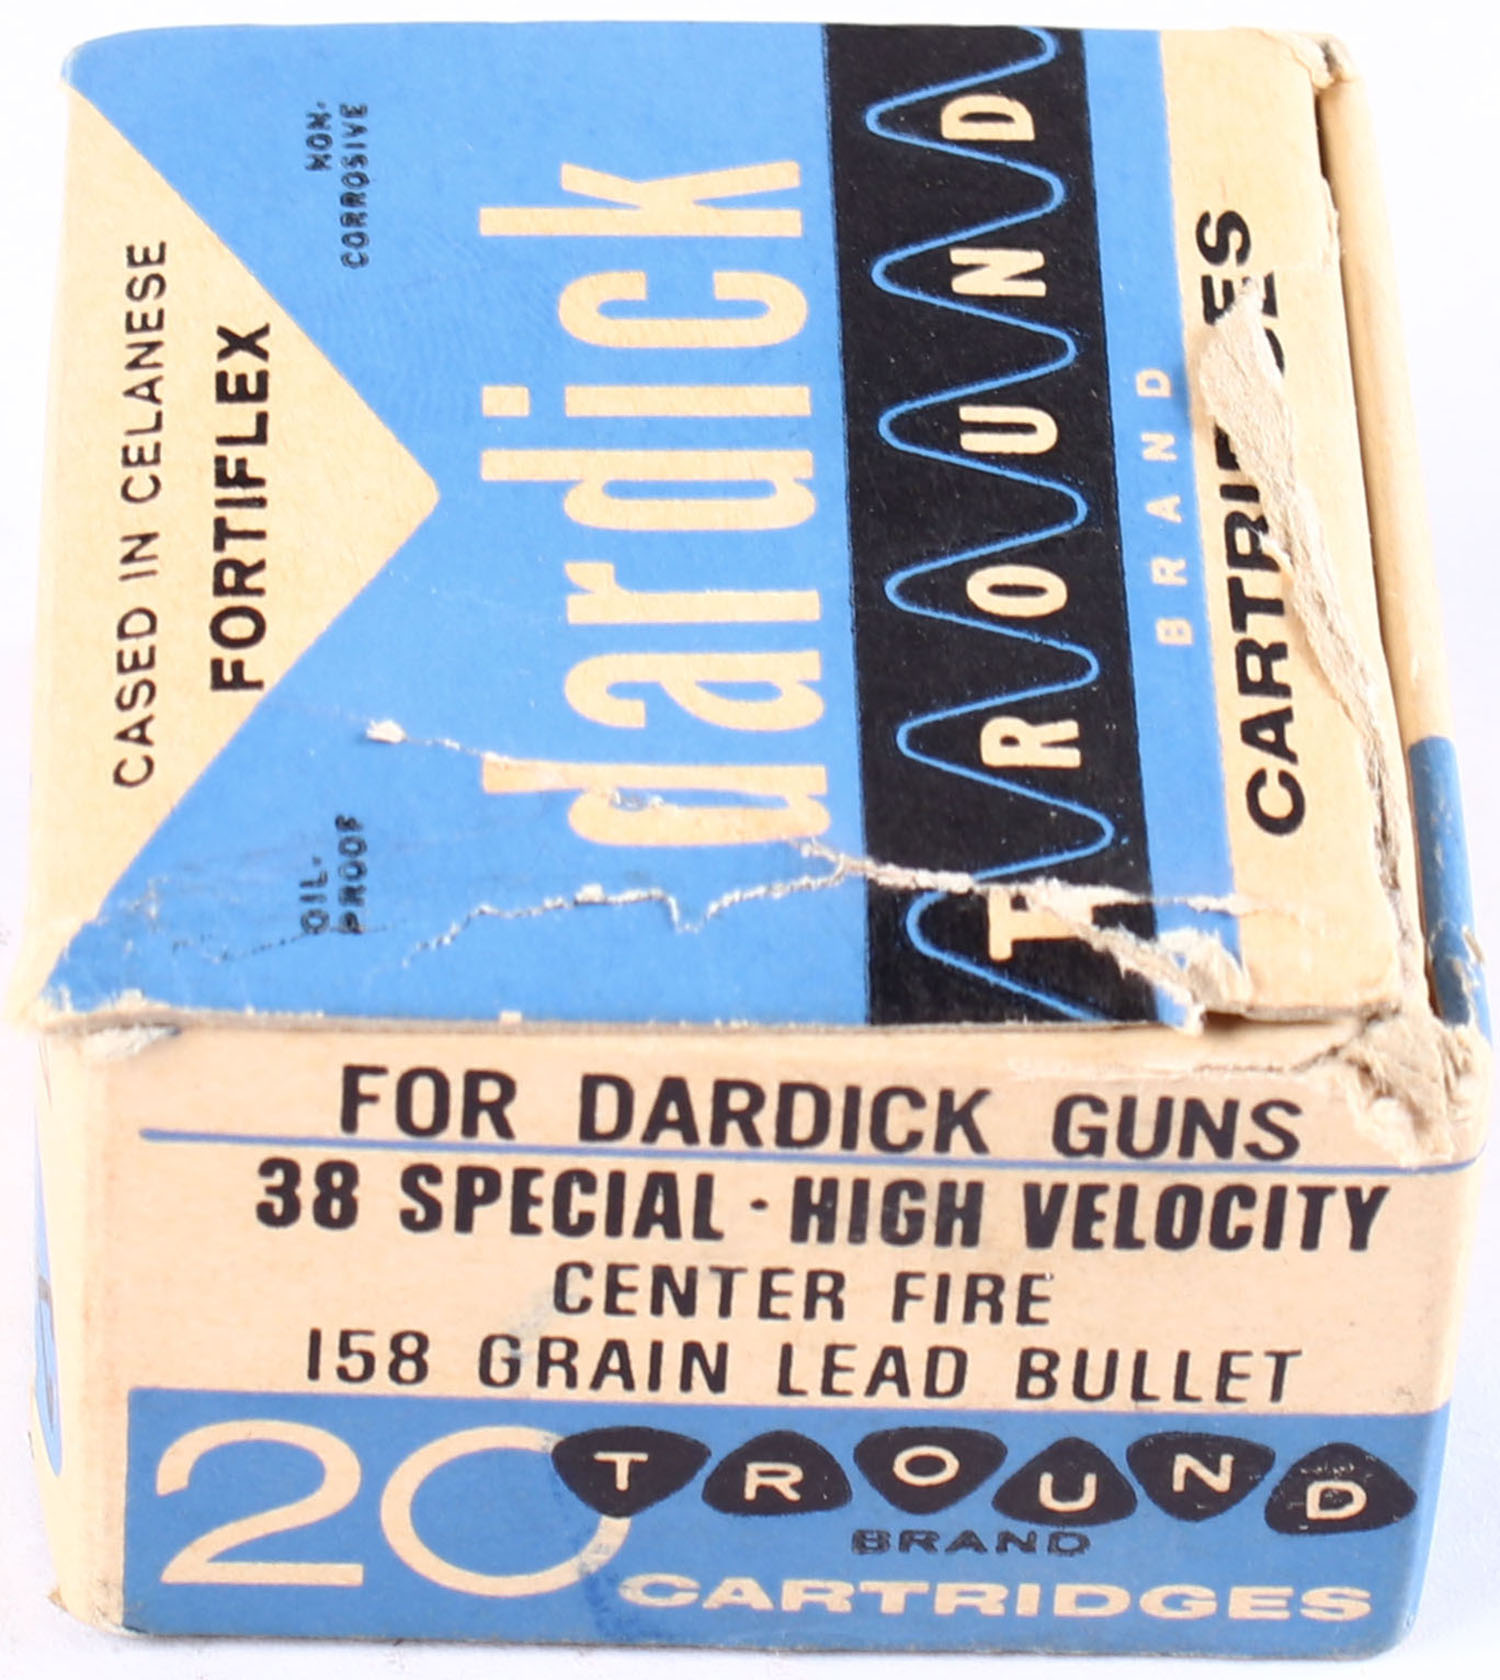 CASED IN CELANESE
FORTIFLEX
OIL-
PROOF
NON-
CORROSIVE
dardick
TROUND
BRAND
FOR DARDICK GUNS
38 SPECIAL · HIGH VELOCITY
CENTER FIRE
158 GRAIN LEAD BULLET
20 TROUND
BRAND
CARTRIDGES